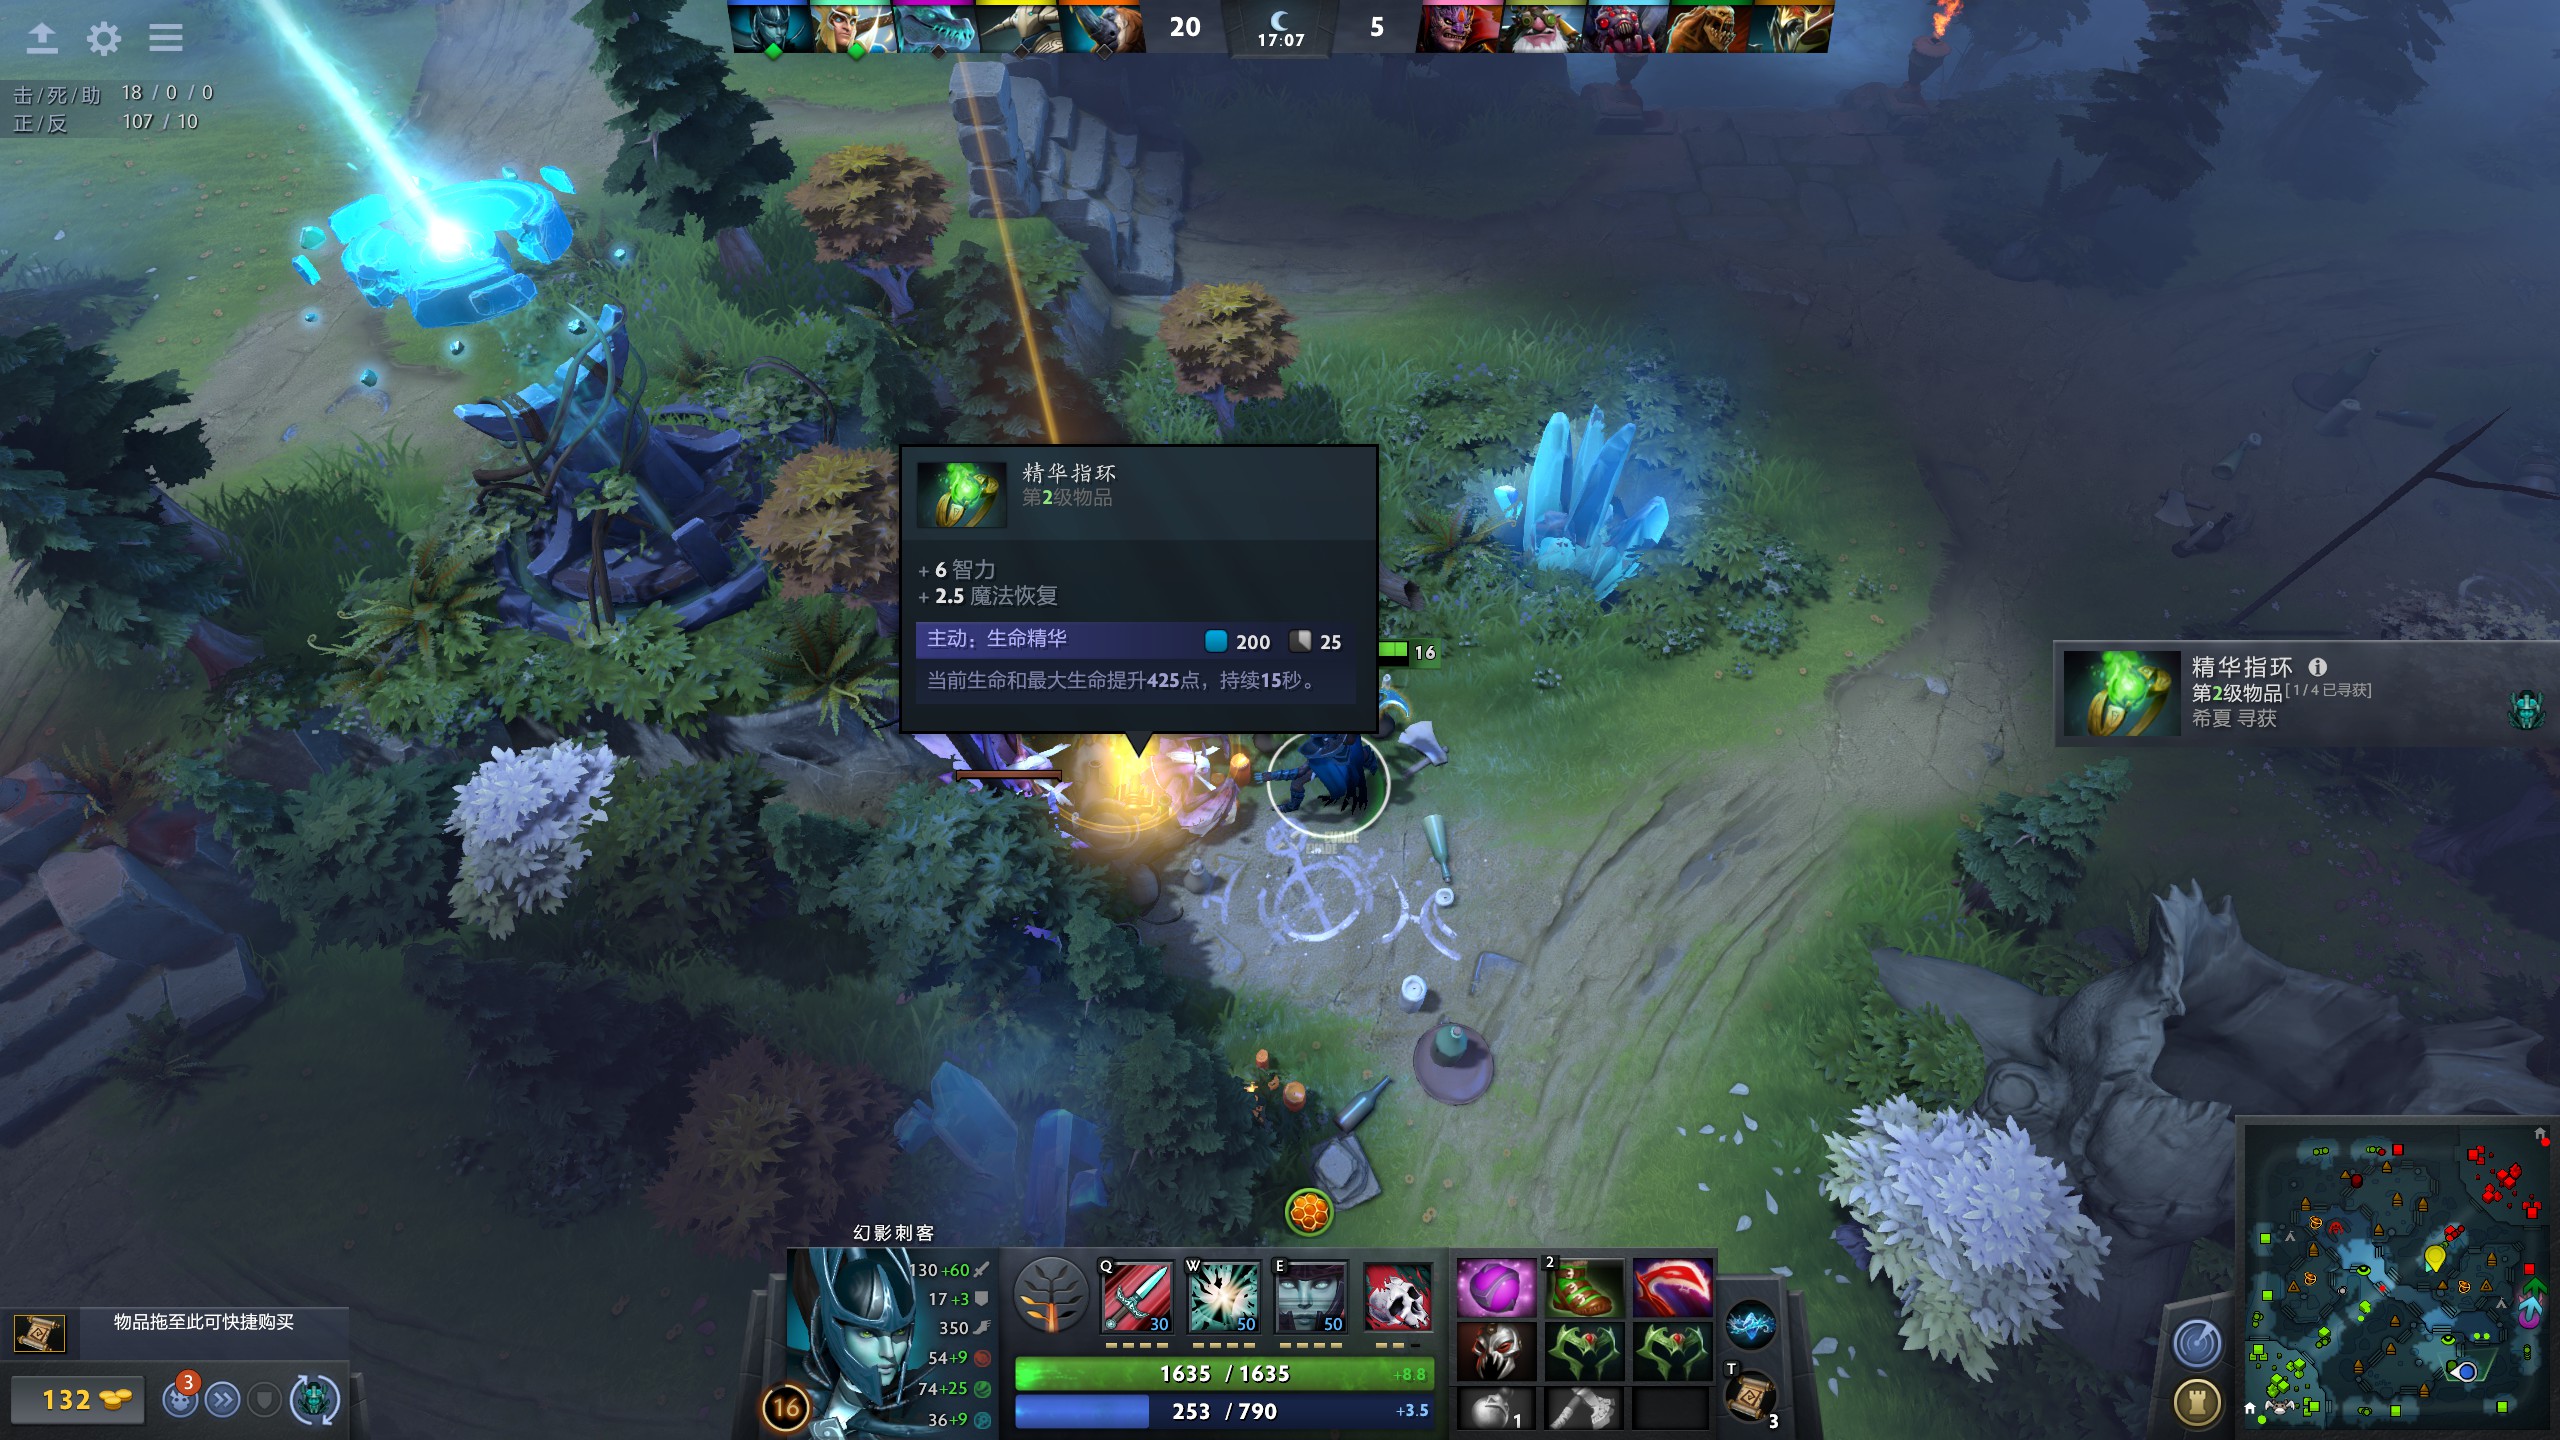 20
17:07
5
击/死/助 18 / 0 / 0
正/反 107 / 10
精华指环
第2级物品
+ 6 智力
+ 2.5 魔法恢复
主动：生命精华 200 25
当前生命和最大生命提升425点，持续15秒。
16
精华指环
第2级物品[1/4已寻获]
希夏 寻获
EVADE
EVADE
幻影刺客
130+60
17+3
350
54+9
74+25
36+9
16
Q 30
W 50
E 50
1635 / 1635 +8.8
253 / 790 +3.5
2
1
T
3
物品拖至此可快捷购买
132
3